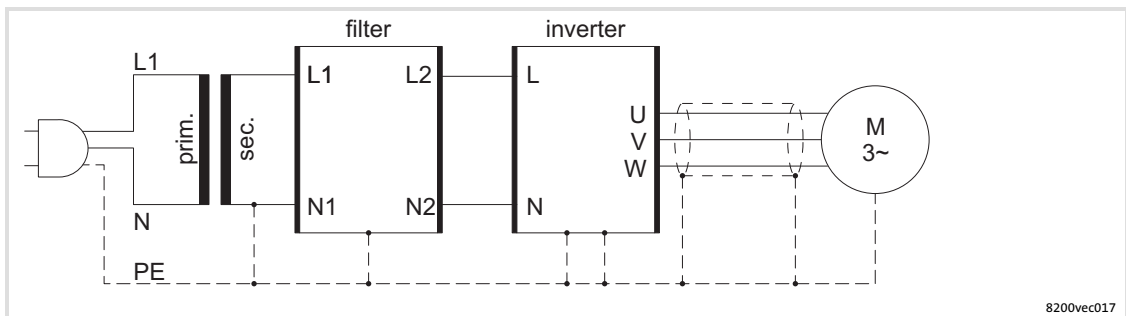 filter
inverter
L1
L1
L2
L
prim.
sec.
U
V
W
M
3~
N
N1
N2
N
PE
8200vec017